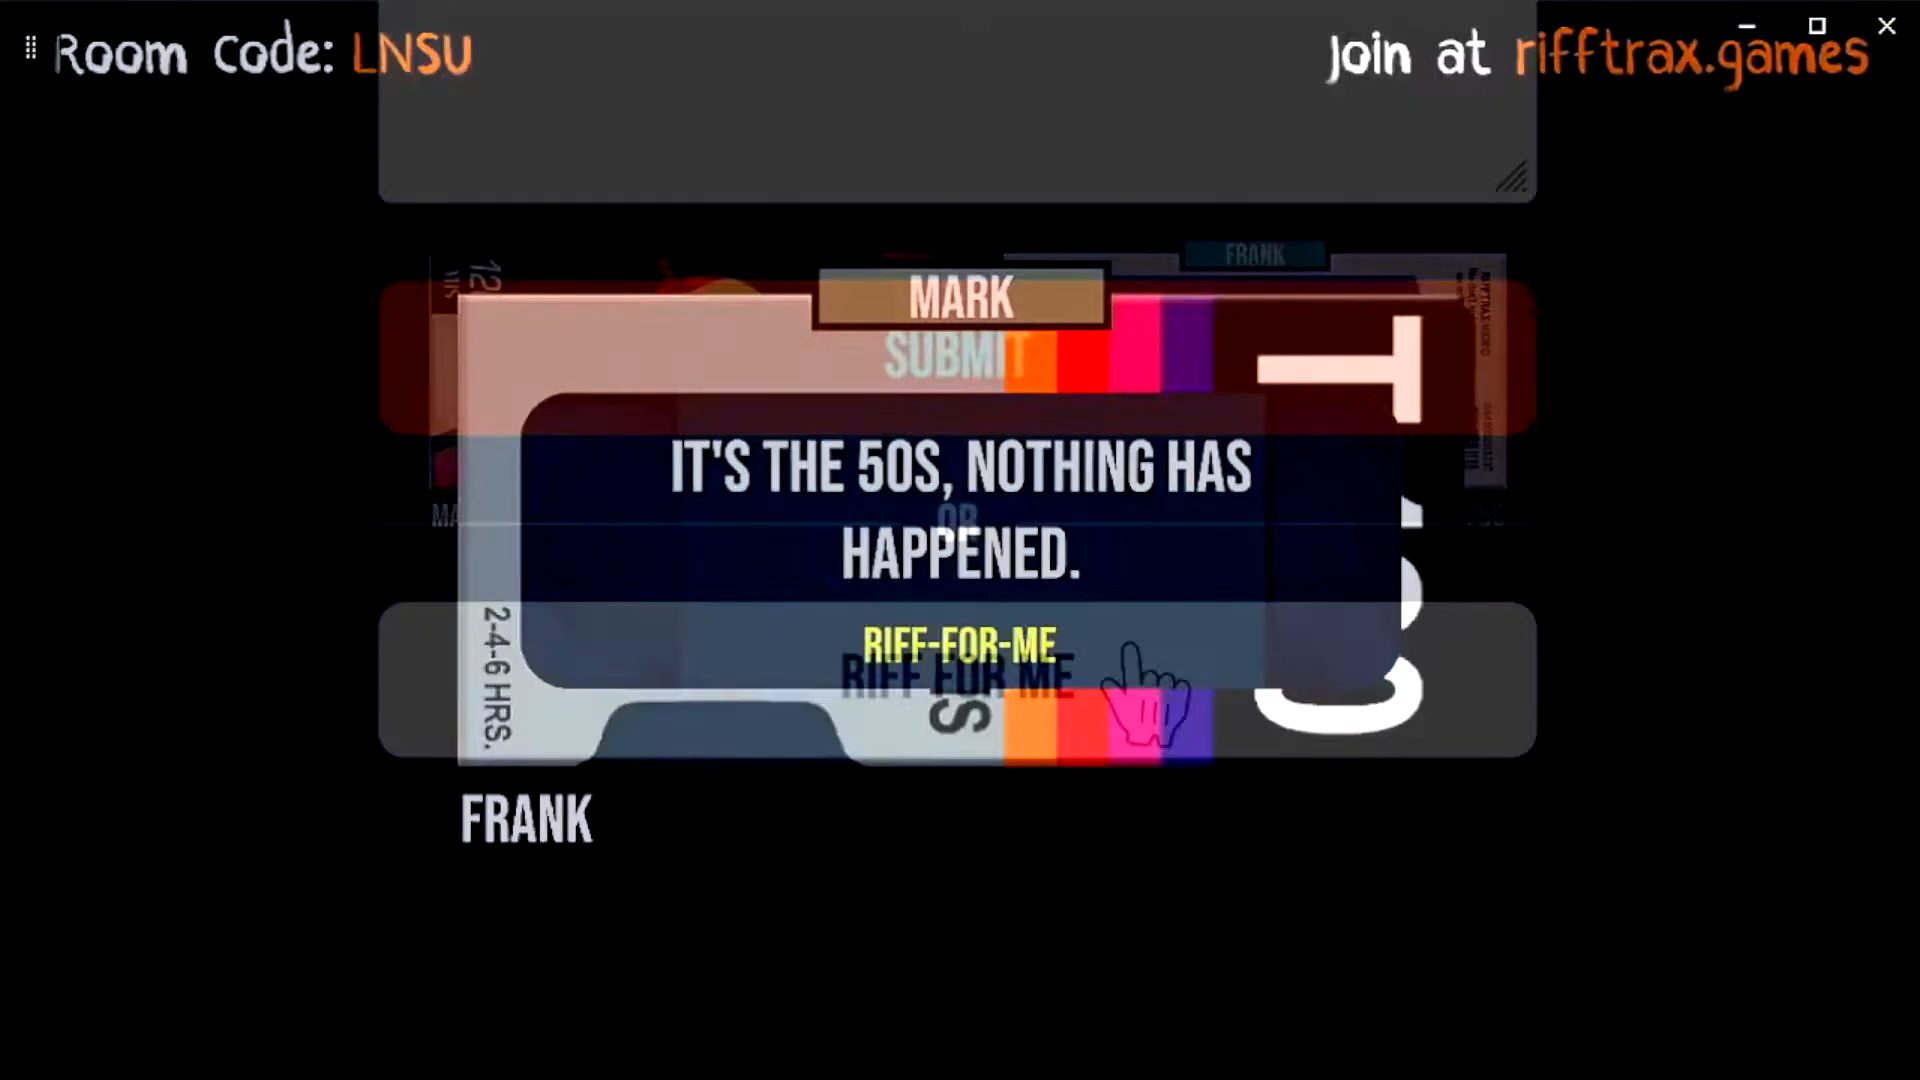 Room Code: LNSU
Join at rifftrax.games
FRANK
MARK
SUBMIT
IT'S THE 50S, NOTHING HAS
OR
HAPPENED.
RIFF-FOR-ME
RIFF FOR ME
2-4-6 HRS.
FRANK